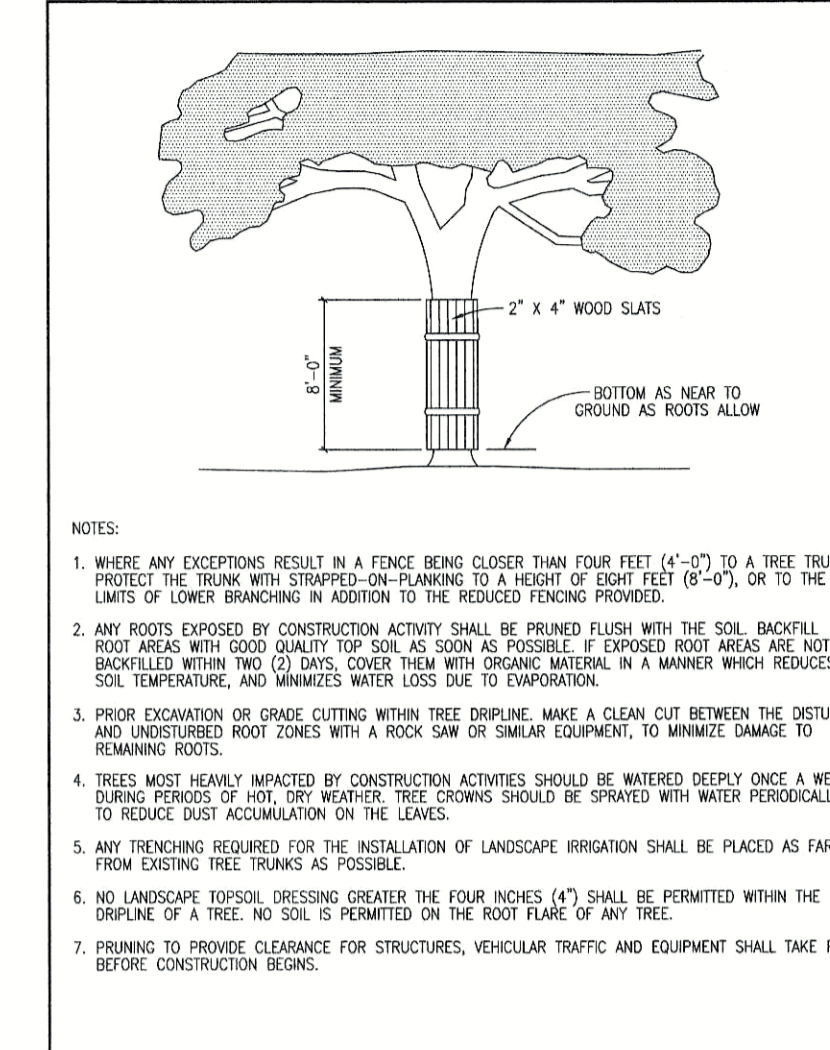 2" X 4" WOOD SLATS
8'-0"
MINIMUM
BOTTOM AS NEAR TO
GROUND AS ROOTS ALLOW
NOTES:
1. WHERE ANY EXCEPTIONS RESULT IN A FENCE BEING CLOSER THAN FOUR FEET (4'-0") TO A TREE TRU
PROTECT THE TRUNK WITH STRAPPED-ON-PLANKING TO A HEIGHT OF EIGHT FEET (8'-0"), OR TO THE
LIMITS OF LOWER BRANCHING IN ADDITION TO THE REDUCED FENCING PROVIDED.
2. ANY ROOTS EXPOSED BY CONSTRUCTION ACTIVITY SHALL BE PRUNED FLUSH WITH THE SOIL. BACKFILL
ROOT AREAS WITH GOOD QUALITY TOP SOIL AS SOON AS POSSIBLE. IF EXPOSED ROOT AREAS ARE NOT
BACKFILLED WITHIN TWO (2) DAYS, COVER THEM WITH ORGANIC MATERIAL IN A MANNER WHICH REDUCES
SOIL TEMPERATURE, AND MINIMIZES WATER LOSS DUE TO EVAPORATION.
3. PRIOR EXCAVATION OR GRADE CUTTING WITHIN TREE DRIPLINE. MAKE A CLEAN CUT BETWEEN THE DISTU
AND UNDISTURBED ROOT ZONES WITH A ROCK SAW OR SIMILAR EQUIPMENT, TO MINIMIZE DAMAGE TO
REMAINING ROOTS.
4. TREES MOST HEAVILY IMPACTED BY CONSTRUCTION ACTIVITIES SHOULD BE WATERED DEEPLY ONCE A WE
DURING PERIODS OF HOT, DRY WEATHER. TREE CROWNS SHOULD BE SPRAYED WITH WATER PERIODICALL
TO REDUCE DUST ACCUMULATION ON THE LEAVES.
5. ANY TRENCHING REQUIRED FOR THE INSTALLATION OF LANDSCAPE IRRIGATION SHALL BE PLACED AS FAR
FROM EXISTING TREE TRUNKS AS POSSIBLE.
6. NO LANDSCAPE TOPSOIL DRESSING GREATER THE FOUR INCHES (4") SHALL BE PERMITTED WITHIN THE
DRIPLINE OF A TREE. NO SOIL IS PERMITTED ON THE ROOT FLARE OF ANY TREE.
7. PRUNING TO PROVIDE CLEARANCE FOR STRUCTURES, VEHICULAR TRAFFIC AND EQUIPMENT SHALL TAKE
BEFORE CONSTRUCTION BEGINS.